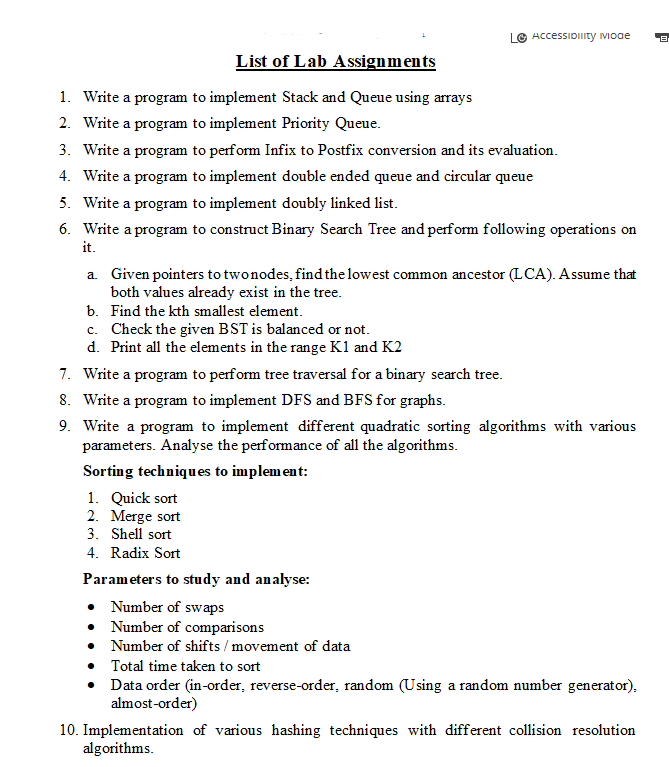 Accessibility Mode
List of Lab Assignments
1. Write a program to implement Stack and Queue using arrays
2. Write a program to implement Priority Queue.
3. Write a program to perform Infix to Postfix conversion and its evaluation.
4. Write a program to implement double ended queue and circular queue
5. Write a program to implement doubly linked list.
6. Write a program to construct Binary Search Tree and perform following operations on
it.
a. Given pointers to two nodes, find the lowest common ancestor (LCA). Assume that
both values already exist in the tree.
b. Find the kth smallest element.
c. Check the given BST is balanced or not.
d. Print all the elements in the range K1 and K2
7. Write a program to perform tree traversal for a binary search tree.
8. Write a program to implement DFS and BFS for graphs.
9. Write a program to implement different quadratic sorting algorithms with various
parameters. Analyse the performance of all the algorithms.
Sorting techniques to implement:
1. Quick sort
2. Merge sort
3. Shell sort
4. Radix Sort
Parameters to study and analyse:
• Number of swaps
• Number of comparisons
• Number of shifts / movement of data
• Total time taken to sort
• Data order (in-order, reverse-order, random (Using a random number generator),
almost-order)
10. Implementation of various hashing techniques with different collision resolution
algorithms.